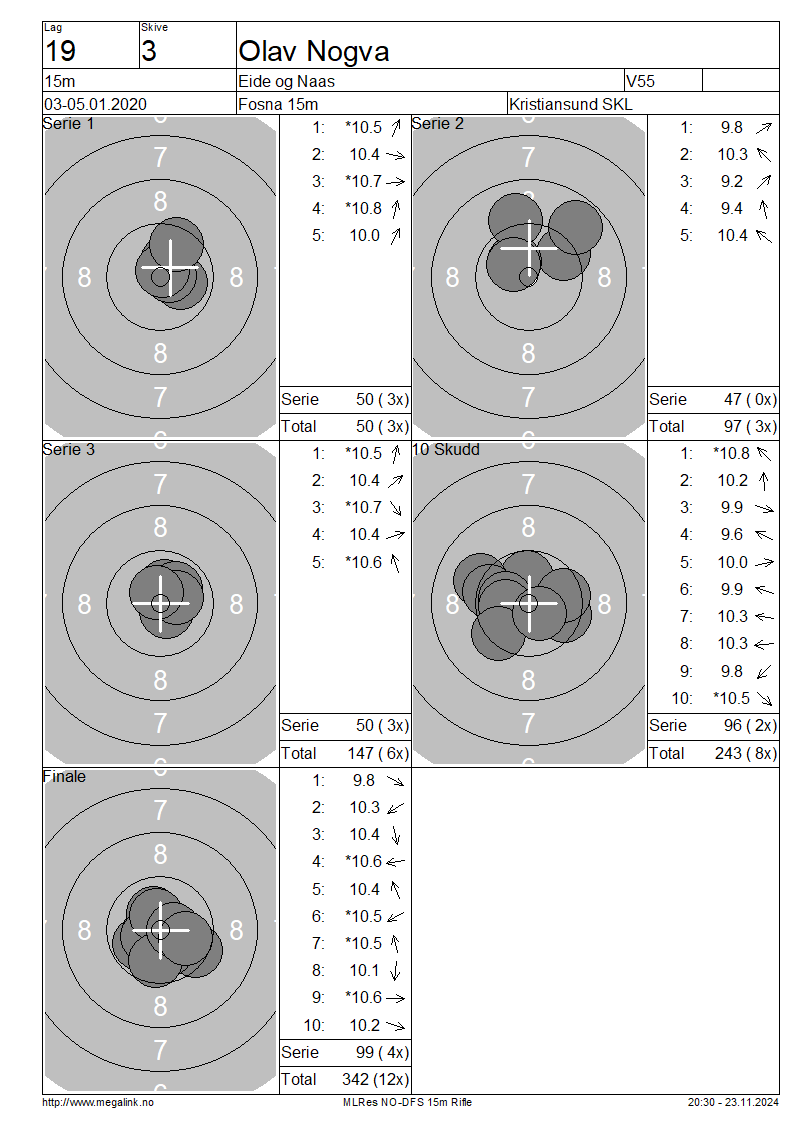 Lag
Skive
19
3
Olav Nogva
15m
Eide og Naas
V55
03-05.01.2020
Fosna 15m
Kristiansund SKL
Serie 1
7
8
8 8
8
7
6
1: *10.5
2: 10.4
3: *10.7
4: *10.8
5: 10.0
Serie 50 ( 3x)
Total 50 ( 3x)
Serie 2
7
8
8 8
8
7
6
1: 9.8
2: 10.3
3: 9.2
4: 9.4
5: 10.4
Serie 47 ( 0x)
Total 97 ( 3x)
Serie 3
7
8
8 8
8
7
6
1: *10.5
2: 10.4
3: *10.7
4: 10.4
5: *10.6
Serie 50 ( 3x)
Total 147 ( 6x)
10 Skudd
7
8
8 8
8
7
6
1: *10.8
2: 10.2
3: 9.9
4: 9.6
5: 10.0
6: 9.9
7: 10.3
8: 10.3
9: 9.8
10: *10.5
Serie 96 ( 2x)
Total 243 ( 8x)
Finale
7
8
8 8
8
7
6
1: 9.8
2: 10.3
3: 10.4
4: *10.6
5: 10.4
6: *10.5
7: *10.5
8: 10.1
9: *10.6
10: 10.2
Serie 99 ( 4x)
Total 342 (12x)
http://www.megalink.no
MLRes NO-DFS 15m Rifle
20:30 - 23.11.2024